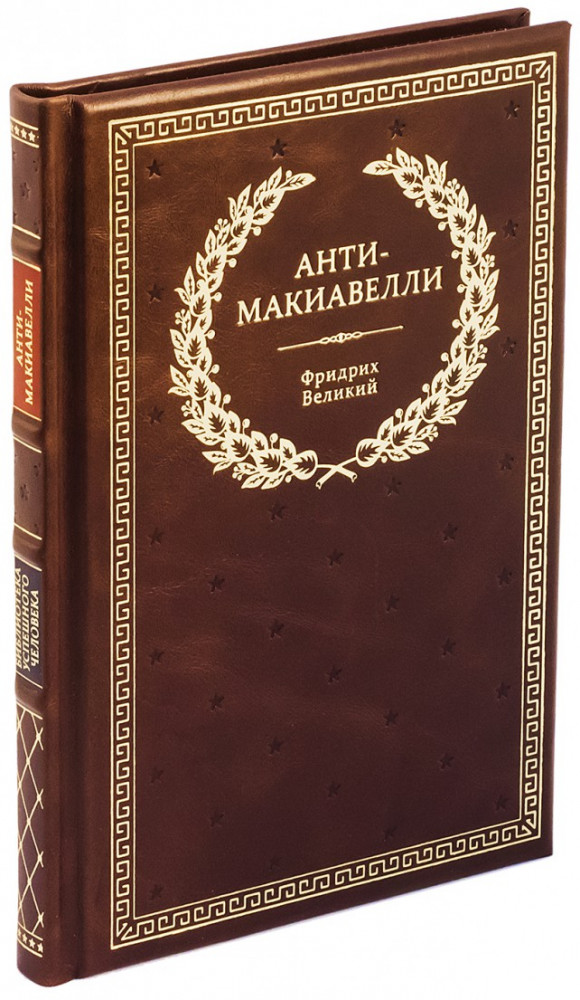 АНТИ-
МАКИАВЕЛЛИ
Фридрих
Великий
АНТИ-
МАКИАВЕЛЛИ
БИБЛИОТЕКА
УСПЕШНОГО
ЧЕЛОВЕКА